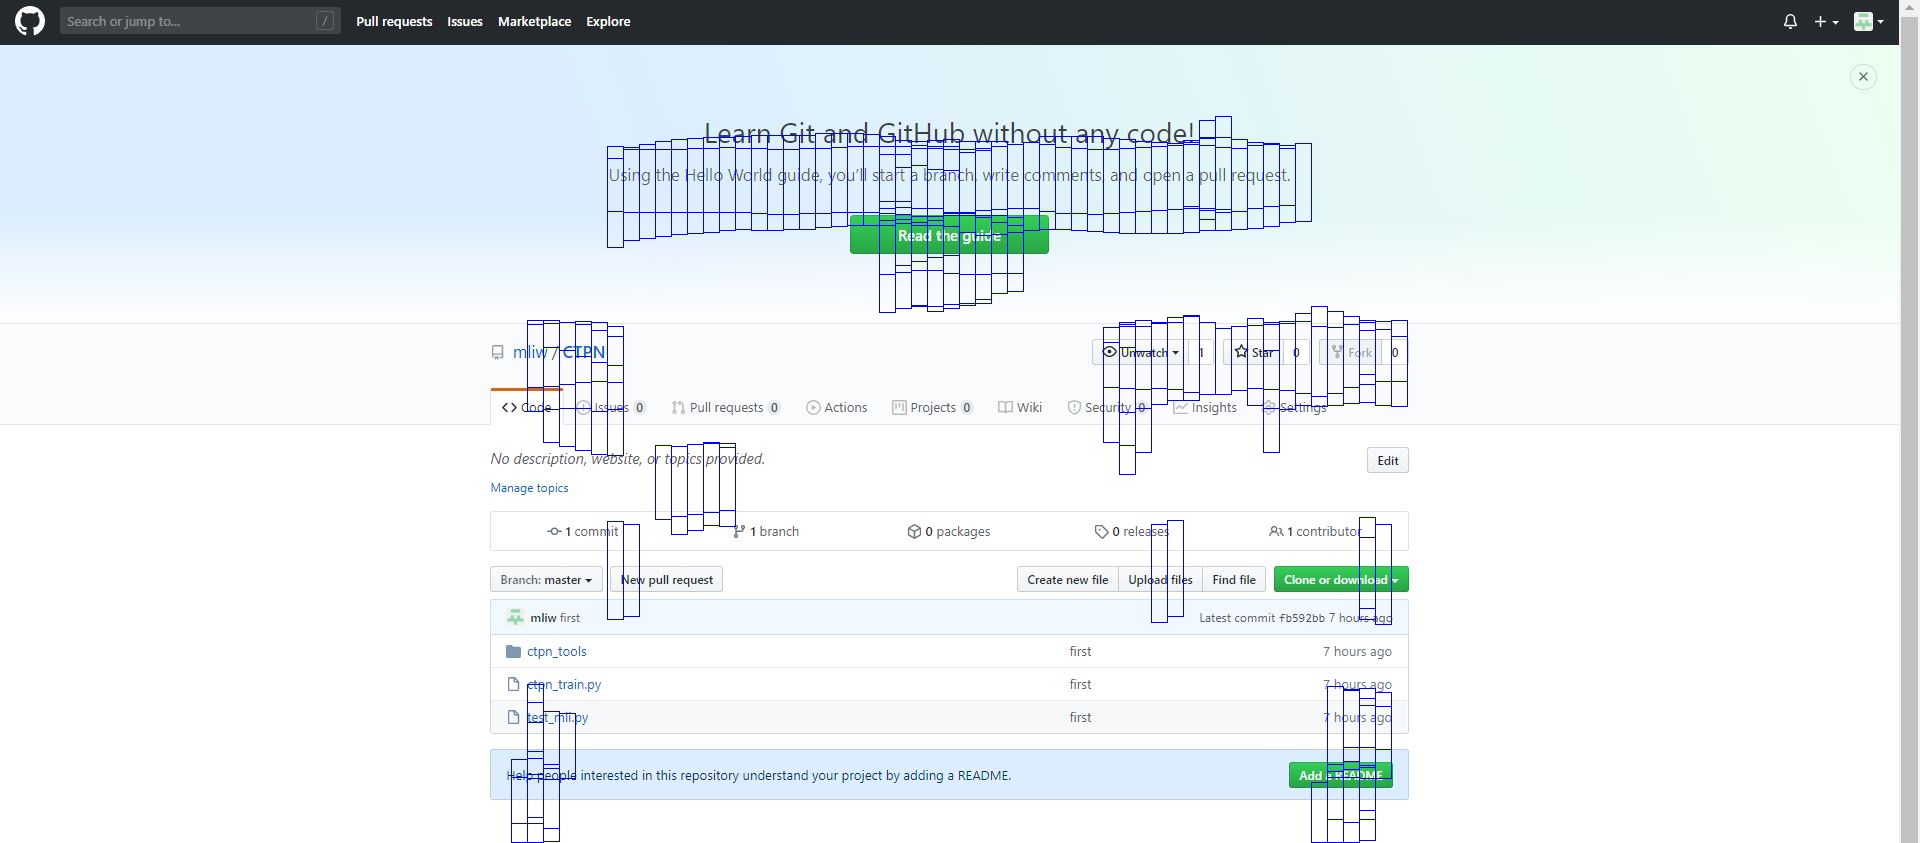 Search or jump to... / Pull requests Issues Marketplace Explore
Learn Git and GitHub without any code!
Using the Hello World guide, you'll start a branch, write comments, and open a pull request.
Read the guide
mliw / CTPN Unwatch 1 Star 0 Fork 0
Code Issues 0 Pull requests 0 Actions Projects 0 Wiki Security 0 Insights Settings
No description, website, or topics provided. Edit
Manage topics
1 commit 1 branch 0 packages 0 releases 1 contributor
Branch: master New pull request Create new file Upload files Find file Clone or download
mliw first Latest commit fb592bb 7 hours ago
ctpn_tools first 7 hours ago
ctpn_train.py first 7 hours ago
test_mli.py first 7 hours ago
Help people interested in this repository understand your project by adding a README. Add a README